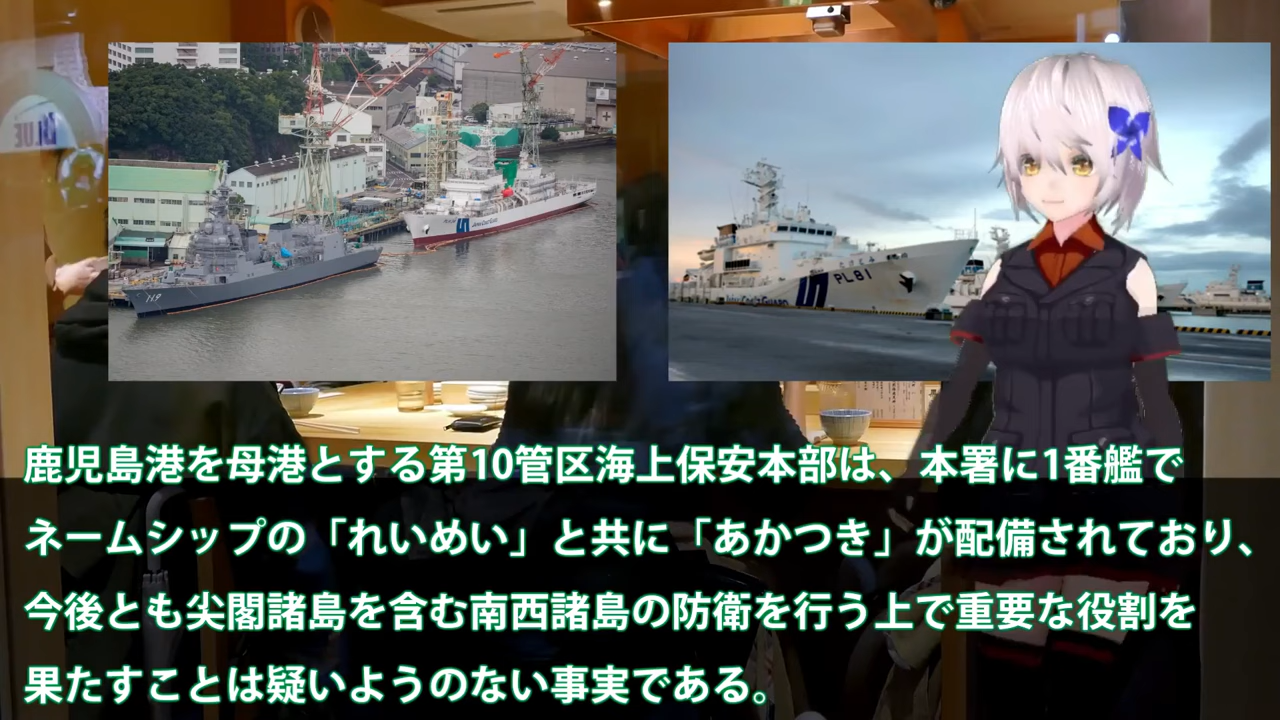 119
PL81
鹿児島港を母港とする第10管区海上保安本部は、本署に1番艦で
ネームシップの「れいめい」と共に「あかつき」が配備されており、
今後とも尖閣諸島を含む南西諸島の防衛を行う上で重要な役割を
果たすことは疑いようのない事実である。